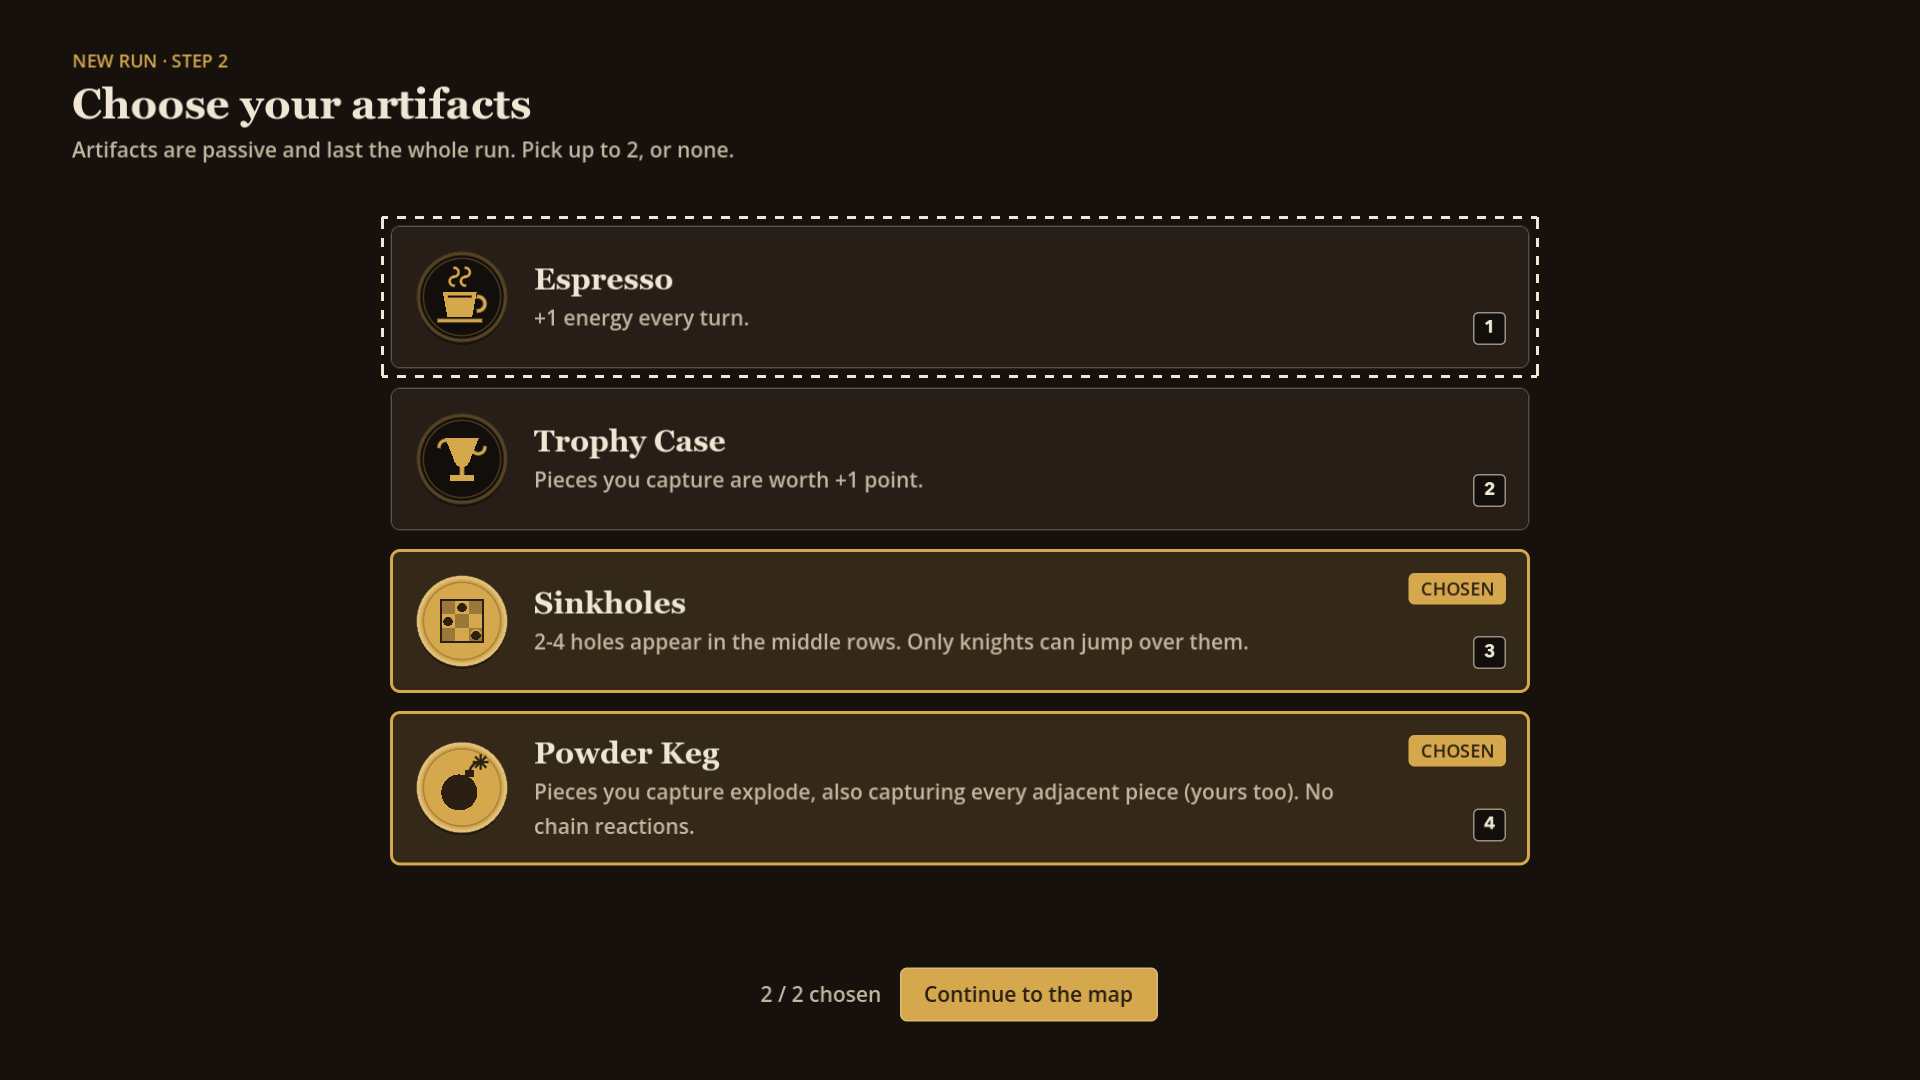 NEW RUN · STEP 2
Choose your artifacts
Artifacts are passive and last the whole run. Pick up to 2, or none.
Espresso
+1 energy every turn.
1
Trophy Case
Pieces you capture are worth +1 point.
2
Sinkholes
CHOSEN
2-4 holes appear in the middle rows. Only knights can jump over them.
3
Powder Keg
CHOSEN
Pieces you capture explode, also capturing every adjacent piece (yours too). No
chain reactions.
4
2 / 2 chosen
Continue to the map